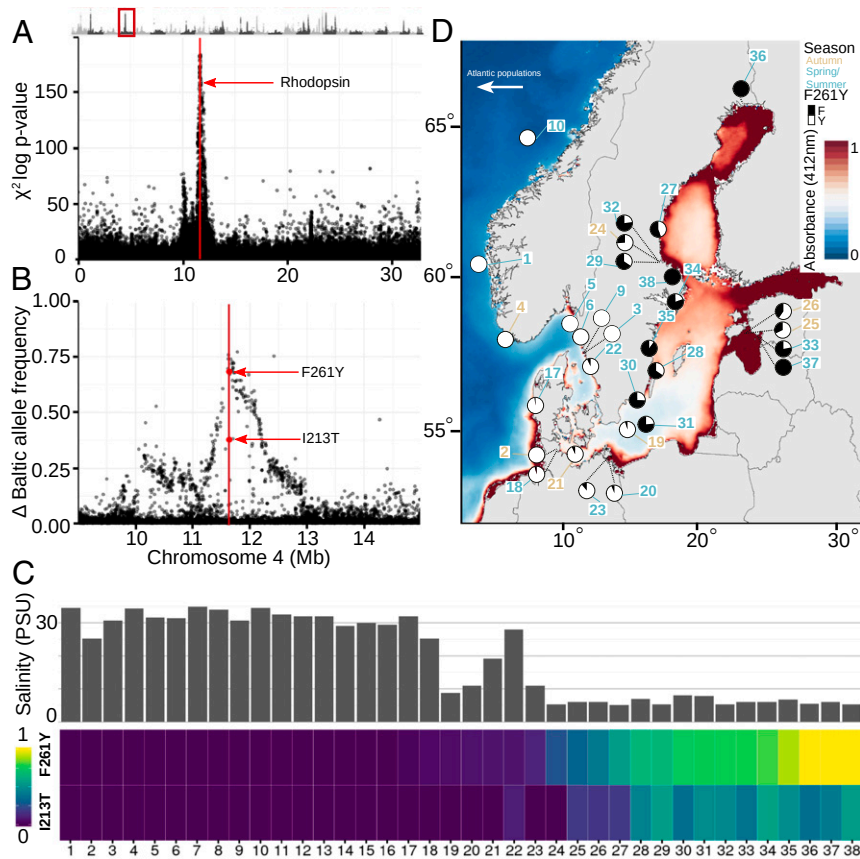 A
Rhodopsin
χ² log p-value
150
100
50
0
0
10
20
30
B
Δ Baltic allele frequency
1.00
0.75
0.50
0.25
0.00
F261Y
I213T
10
11
12
13
14
Chromosome 4 (Mb)
D
Atlantic populations
65°
60°
55°
10°
20°
30°
36
10
27
32
24
29
1
38
34
35
5
6
9
3
4
22
28
26
25
33
37
17
30
31
19
2
18
21
23
20
Season
Autumn
Spring/
Summer
F261Y
F
Y
Absorbance (412nm)
1
0
C
Salinity (PSU)
30
0
1
0
F261Y
I213T
1 2 3 4 5 6 7 8 9 10 11 12 13 14 15 16 17 18 19 20 21 22 23 24 25 26 27 28 29 30 31 32 33 34 35 36 37 38